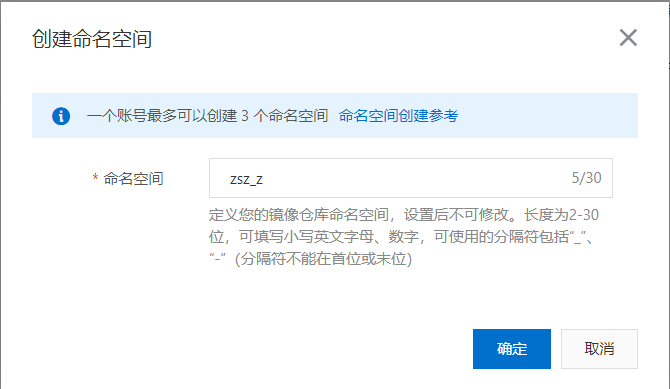 创建命名空间
一个账号最多可以创建 3 个命名空间 命名空间创建参考
* 命名空间 zsz_z 5/30
定义您的镜像仓库命名空间，设置后不可修改。长度为2-30
位，可填写小写英文字母、数字，可使用的分隔符包括“_”、
“-”（分隔符不能在首位或末位）
确定 取消